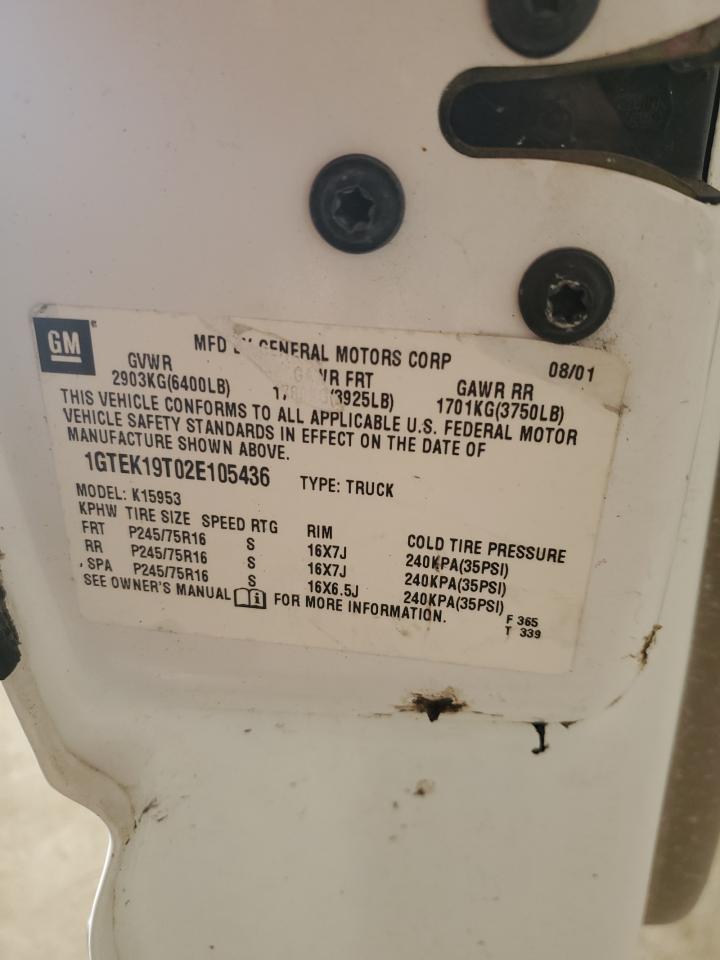 GM
MFD BY GENERAL MOTORS CORP 08/01
GVWR GAWR FRT GAWR RR
2903KG(6400LB) (3925LB) 1701KG(3750LB)
THIS VEHICLE CONFORMS TO ALL APPLICABLE U.S. FEDERAL MOTOR
VEHICLE SAFETY STANDARDS IN EFFECT ON THE DATE OF
MANUFACTURE SHOWN ABOVE.
1GTEK19T02E105436 TYPE: TRUCK
MODEL: K15953
KPHW TIRE SIZE SPEED RTG RIM COLD TIRE PRESSURE
FRT P245/75R16 S 16X7J 240KPA(35PSI)
RR P245/75R16 S 16X7J 240KPA(35PSI)
SPA P245/75R16 S 16X6.5J 240KPA(35PSI)
SEE OWNER'S MANUAL FOR MORE INFORMATION.
F 365
T 339